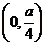 (0, a/4)